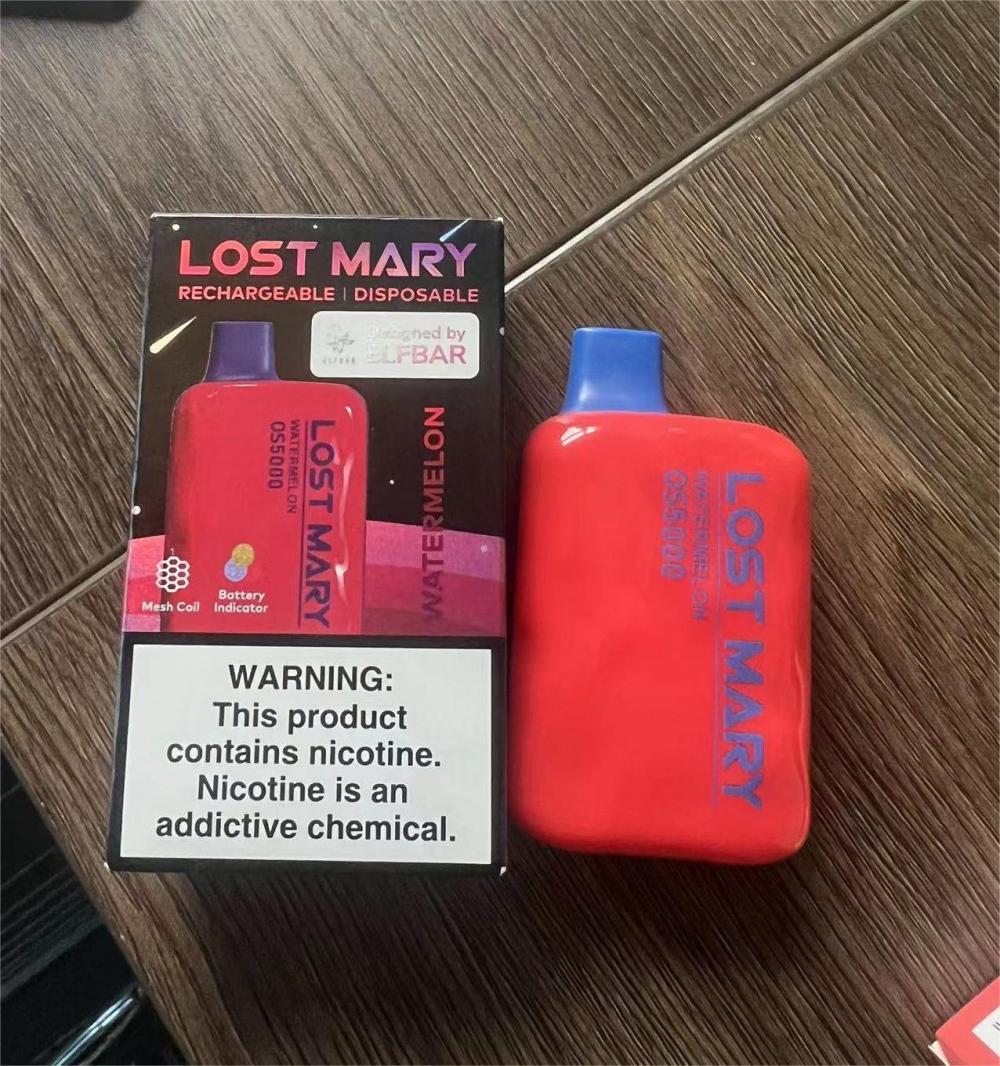 LOST MARY
RECHARGEABLE | DISPOSABLE
Designed by
ELFBAR
ELFBAR
LOST MARY
WATERMELON
OS5000
WATERMELON
Mesh Coil
Battery
Indicator
WARNING:
This product
contains nicotine.
Nicotine is an
addictive chemical.
LOST MARY
WATERMELON
OS5000